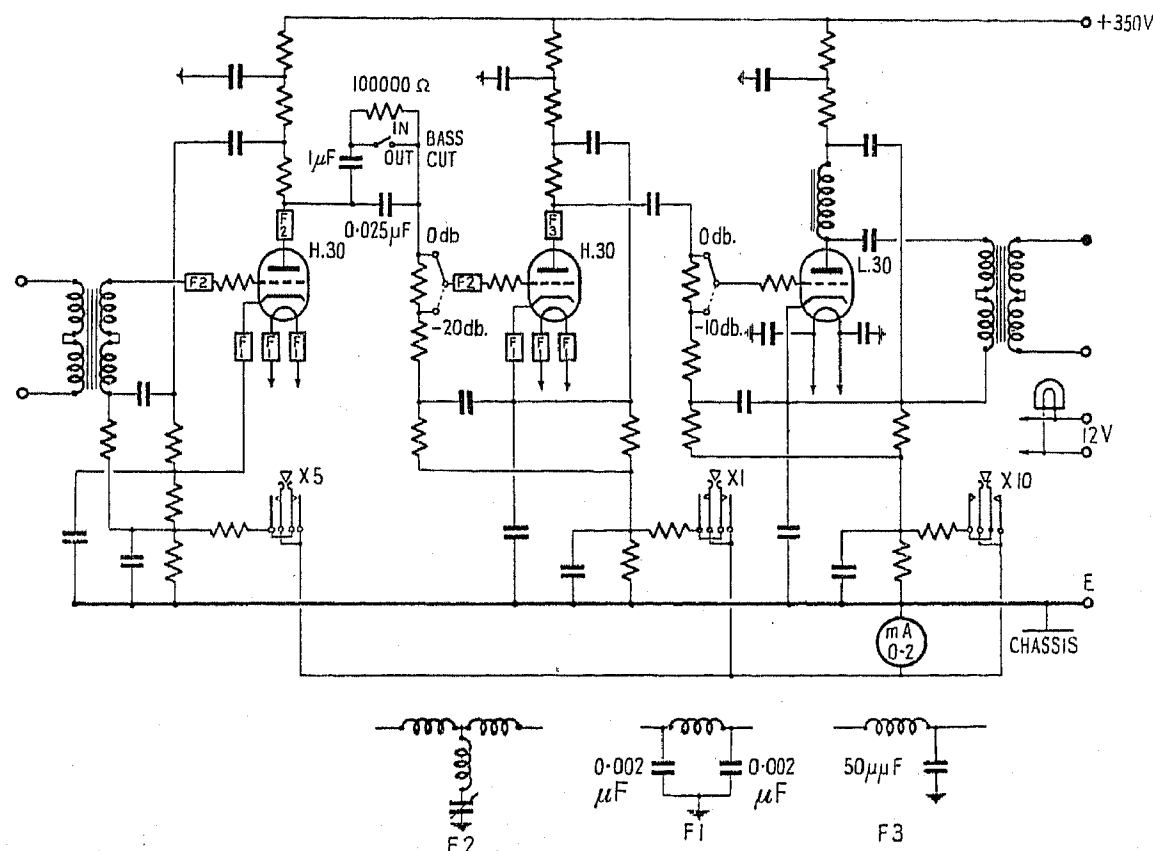 +350V
100000 Ω
IN
OUT
BASS
CUT
1μF
0·025μF
F2
H.30
F2
F1
F1
F1
0db
-20db.
F3
H.30
F2
F1
F1
F1
0db.
-10db.
L.30
12V
X5
X1
X10
E
mA
0-2
CHASSIS
0·002
μF
0·002
μF
50μμF
F2
F1
F3